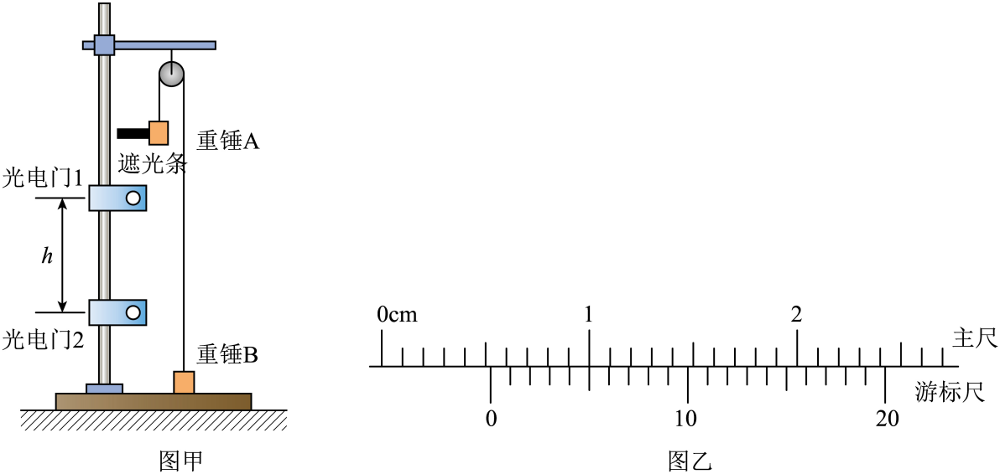 重锤A
遮光条
光电门1
h
光电门2
重锤B
图甲
0cm 1 2
主尺
游标尺
0 10 20
图乙